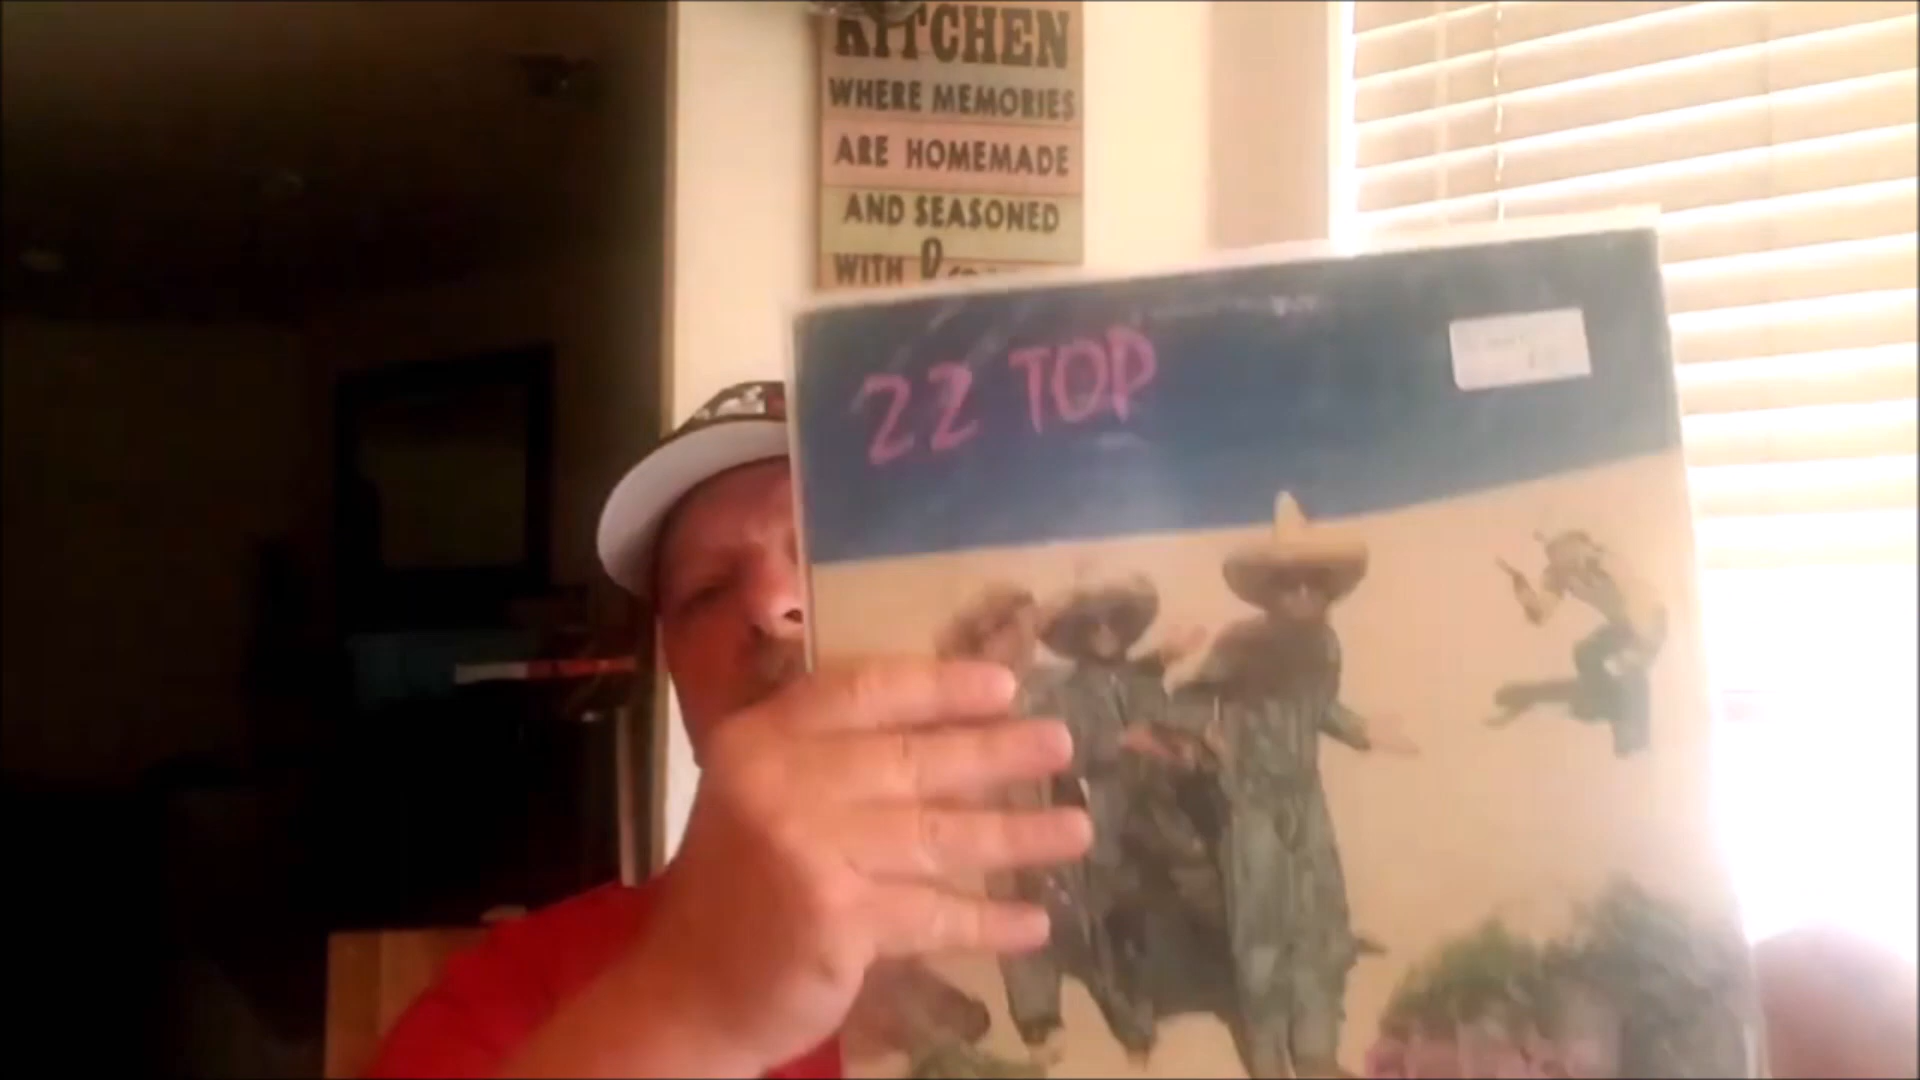 KITCHEN
WHERE MEMORIES
ARE HOMEMADE
AND SEASONED
WITH
ZZ TOP